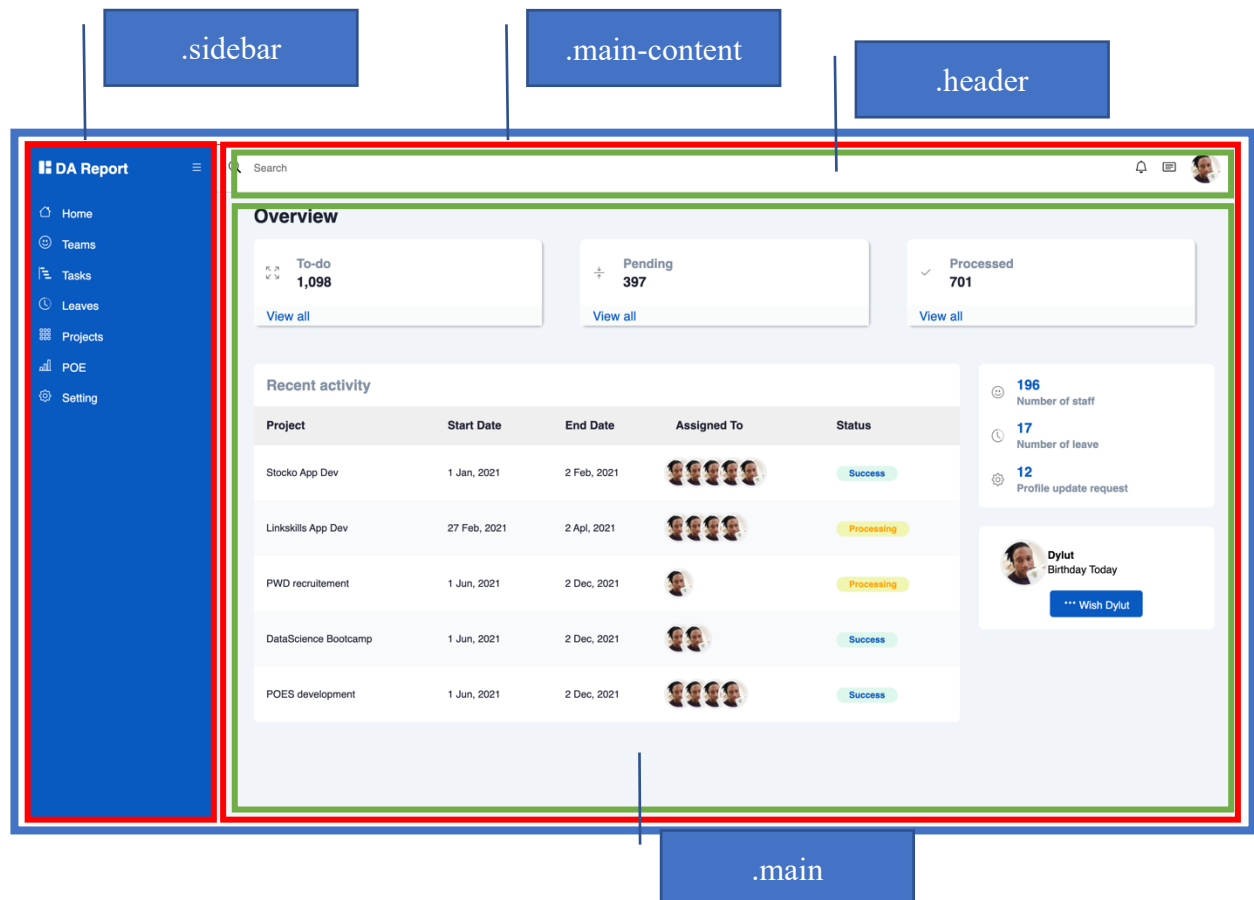 .sidebar
.main-content
.header
DA Report
Search
Home
Teams
Tasks
Leaves
Projects
POE
Setting
Overview
To-do
1,098
View all
Pending
397
View all
Processed
701
View all
Recent activity
Project Start Date End Date Assigned To Status
Stocko App Dev 1 Jan, 2021 2 Feb, 2021 Success
Linkskills App Dev 27 Feb, 2021 2 Apl, 2021 Processing
PWD recruitement 1 Jun, 2021 2 Dec, 2021 Processing
DataScience Bootcamp 1 Jun, 2021 2 Dec, 2021 Success
POES development 1 Jun, 2021 2 Dec, 2021 Success
196
Number of staff
17
Number of leave
12
Profile update request
Dylut
Birthday Today
Wish Dylut
.main